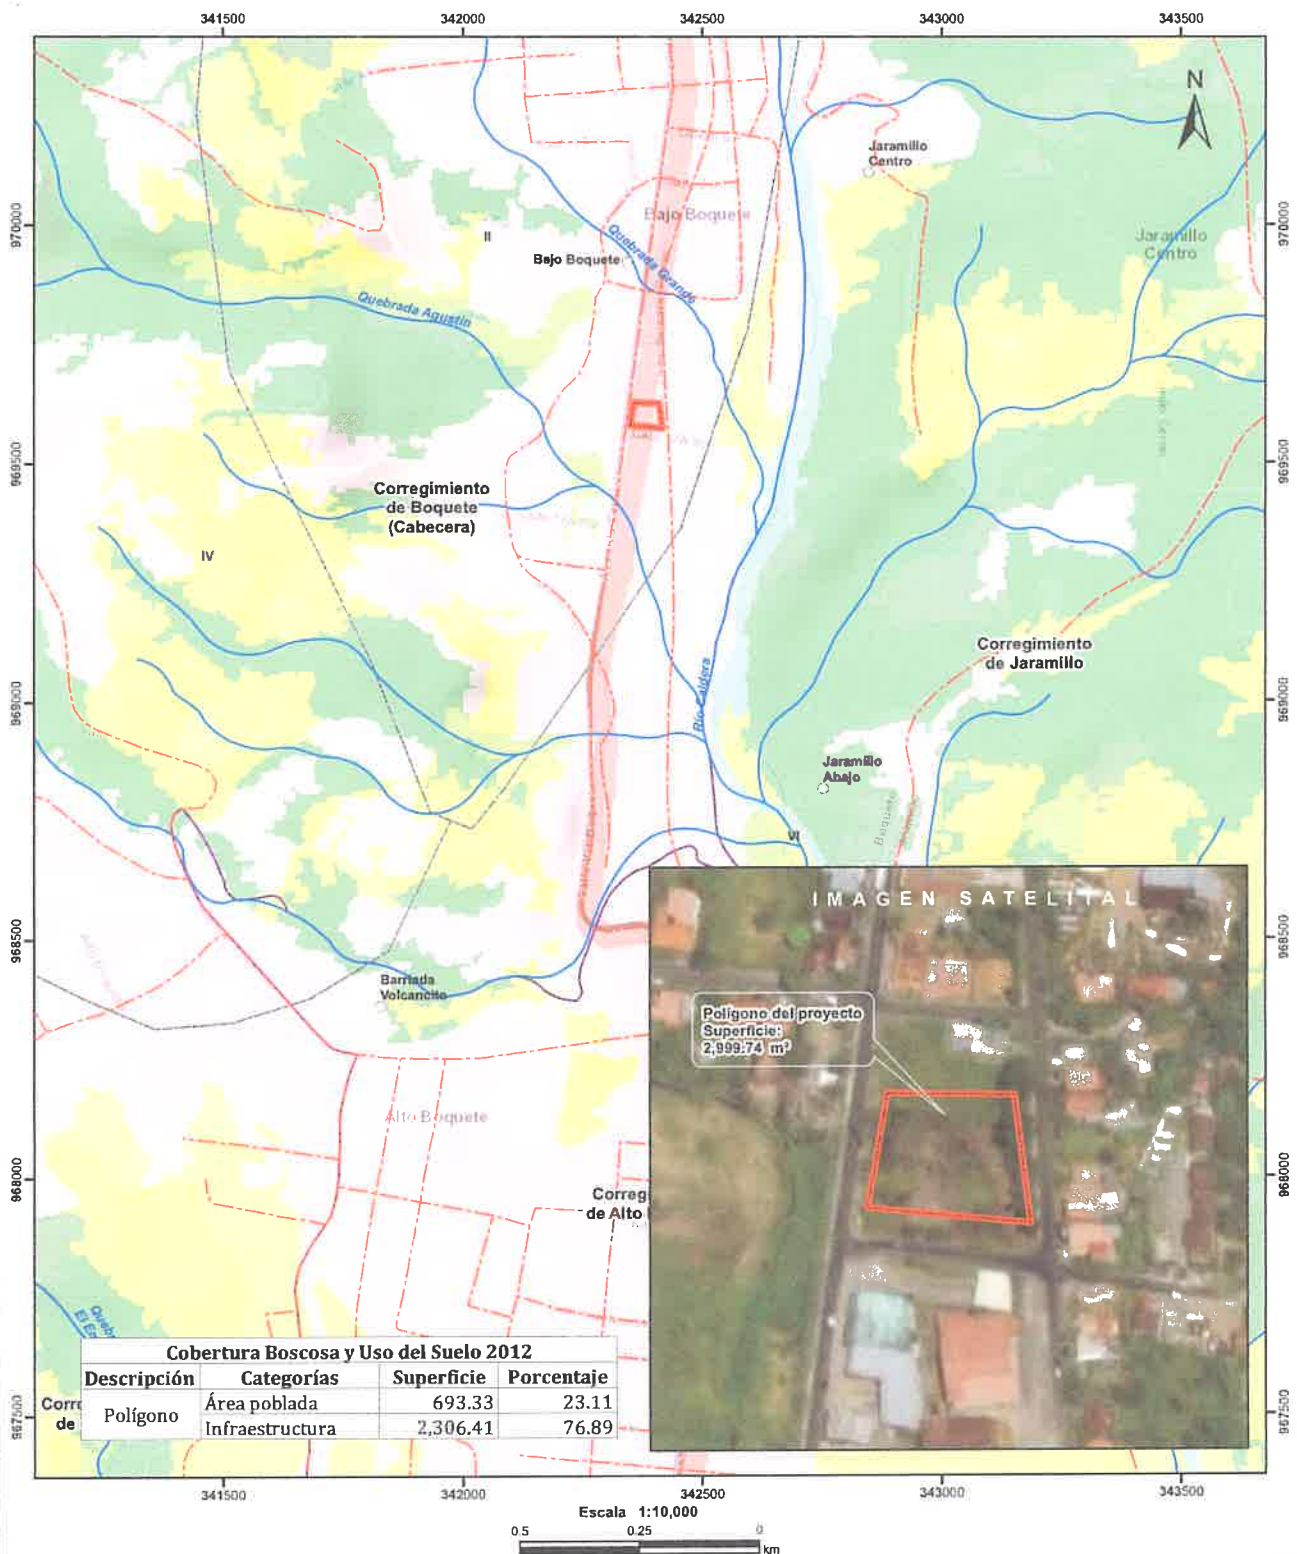 341500 342000 342500 343000 343500
N
Jaramillo
Centro
970000
Bajo Boquete
970000
II
Quebrada Grande
Jaramillo
Centro
Bajo Boquete
Quebrada Agustín
969500
969500
Corregimiento
de Boquete
(Cabecera)
IV
Corregimiento
de Jaramillo
969000
Río Caldera
969000
Jaramillo
Abajo
Boquete
VI
IMAGEN SATELITAL
968500
968500
Barriada
Volcancito
Polígono del proyecto
Superficie:
2,999.74 m²
Alto Boquete
968000
968000
Correg
de Alto
Queb
Cobertura Boscosa y Uso del Suelo 2012
Descripción Categorías Superficie Porcentaje
Polígono
Área poblada 693.33 23.11
Infraestructura 2,306.41 76.89
Corre
de
967500
967500
341500 342000 342500 343000 343500
Escala 1:10,000
0.5 0.25 0
km